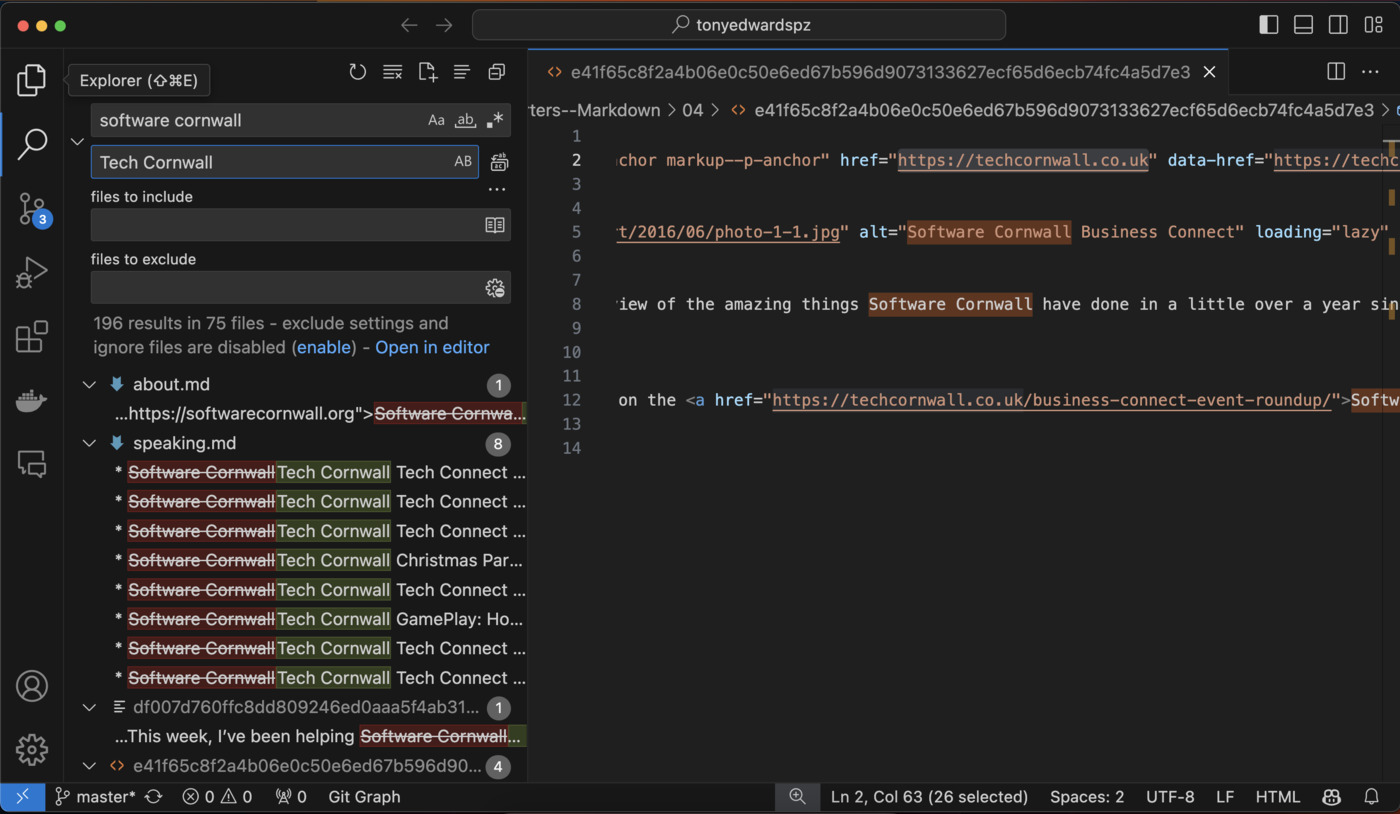 tonyedwardspz
Explorer (⇧⌘E)
software cornwall
Aa ab
Tech Cornwall
AB
files to include
files to exclude
196 results in 75 files - exclude settings and
ignore files are disabled (enable) - Open in editor
about.md 1
...https://softwarecornwall.org">Software Cornwa...
speaking.md 8
* Software CornwallTech Cornwall Tech Connect ...
* Software CornwallTech Cornwall Tech Connect ...
* Software CornwallTech Cornwall Tech Connect ...
* Software CornwallTech Cornwall Christmas Par...
* Software CornwallTech Cornwall Tech Connect ...
* Software CornwallTech Cornwall GamePlay: Ho...
* Software CornwallTech Cornwall Tech Connect ...
* Software CornwallTech Cornwall Tech Connect ...
df007d760ffc8dd809246ed0aaa5f4ab31... 1
...This week, I've been helping Software Cornwall...
e41f65c8f2a4b06e0c50e6ed67b596d90... 4
3
e41f65c8f2a4b06e0c50e6ed67b596d9073133627ecf65d6ecb74fc4a5d7e3
ters--Markdown > 04 > e41f65c8f2a4b06e0c50e6ed67b596d9073133627ecf65d6ecb74fc4a5d7e3 >
1
2 chor markup--p-anchor" href="https://techcornwall.co.uk" data-href="https://techc
3
4
5 t/2016/06/photo-1-1.jpg" alt="Software Cornwall Business Connect" loading="lazy"
6
7
8 iew of the amazing things Software Cornwall have done in a little over a year sin
9
10
11
12 on the <a href="https://techcornwall.co.uk/business-connect-event-roundup/">Softw
13
14
master* 0 0 0 Git Graph Ln 2, Col 63 (26 selected) Spaces: 2 UTF-8 LF HTML